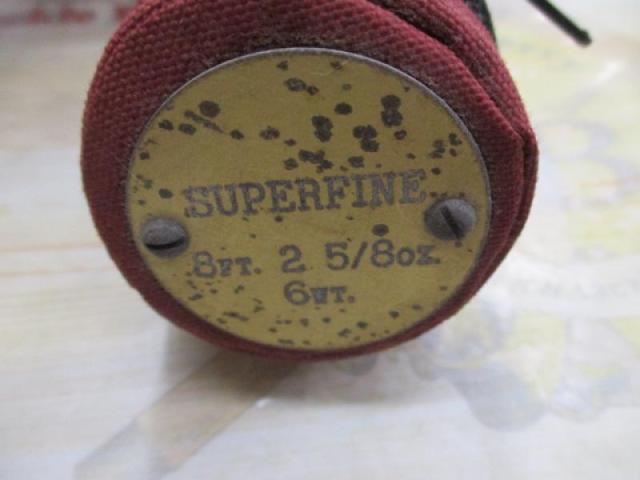 SUPERFINE
8FT. 2 5/8OZ.
6WT.